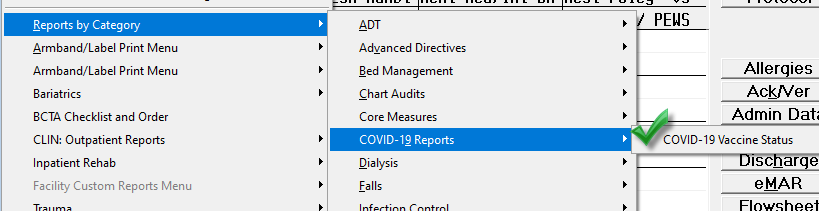 Reports by Category
Armband/Label Print Menu
Armband/Label Print Menu
Bariatrics
BCTA Checklist and Order
CLIN: Outpatient Reports
Inpatient Rehab
Facility Custom Reports Menu
Trauma
ADT
Advanced Directives
Bed Management
Chart Audits
Core Measures
COVID-19 Reports
Dialysis
Falls
Infection Control
COVID-19 Vaccine Status
/ PEWS
Protocol
Allergies
Ack/Ver
Admin Data
Discharge
eMAR
Flowsheet